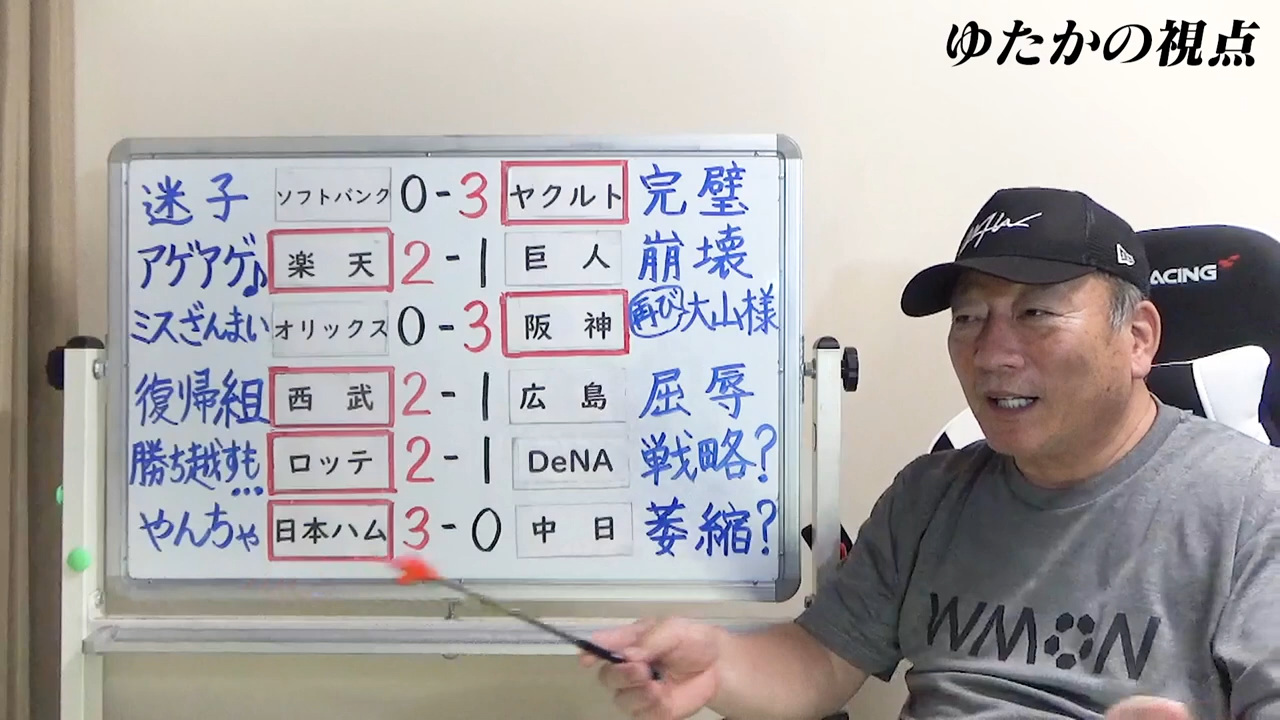 ゆたかの視点
迷子 ソフトバンク 0-3 ヤクルト 完璧
アゲアゲ♪ 楽天 2-1 巨人 崩壊
ミスざんまい オリックス 0-3 阪神 再び大山様
復帰組 西武 2-1 広島 屈辱
勝ち越すも... ロッテ 2-1 DeNA 戦略?
やんちゃ 日本ハム 3-0 中日 萎縮?
ACING
WMON